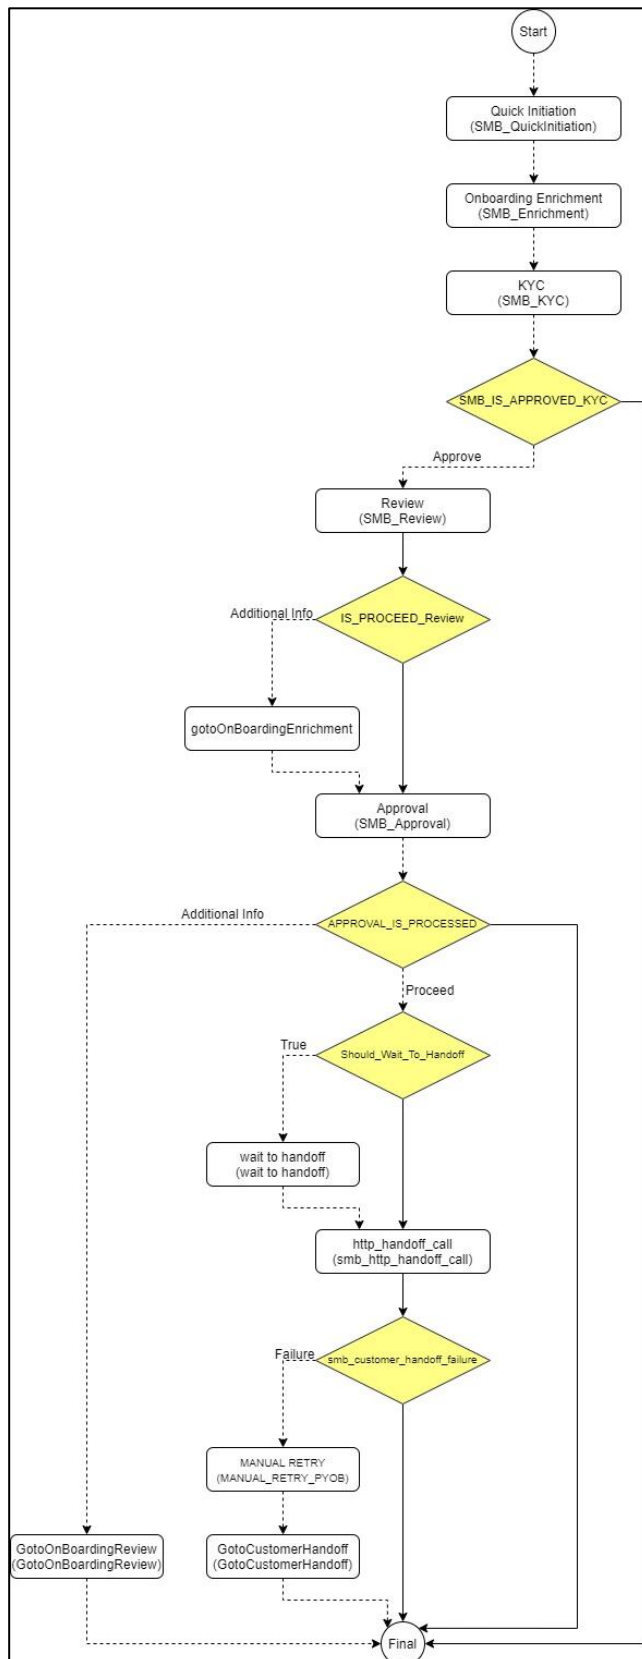 Start
Quick Initiation
(SMB_QuickInitiation)
Onboarding Enrichment
(SMB_Enrichment)
KYC
(SMB_KYC)
SMB_IS_APPROVED_KYC
Approve
Review
(SMB_Review)
Additional Info
IS_PROCEED_Review
gotoOnBoardingEnrichment
Approval
(SMB_Approval)
Additional Info
APPROVAL_IS_PROCESSED
Proceed
True
Should_Wait_To_Handoff
wait to handoff
(wait to handoff)
http_handoff_call
(smb_http_handoff_call)
Failure
smb_customer_handoff_failure
MANUAL RETRY
(MANUAL_RETRY_PYOB)
GotoOnBoardingReview
(GotoOnBoardingReview)
GotoCustomerHandoff
(GotoCustomerHandoff)
Final